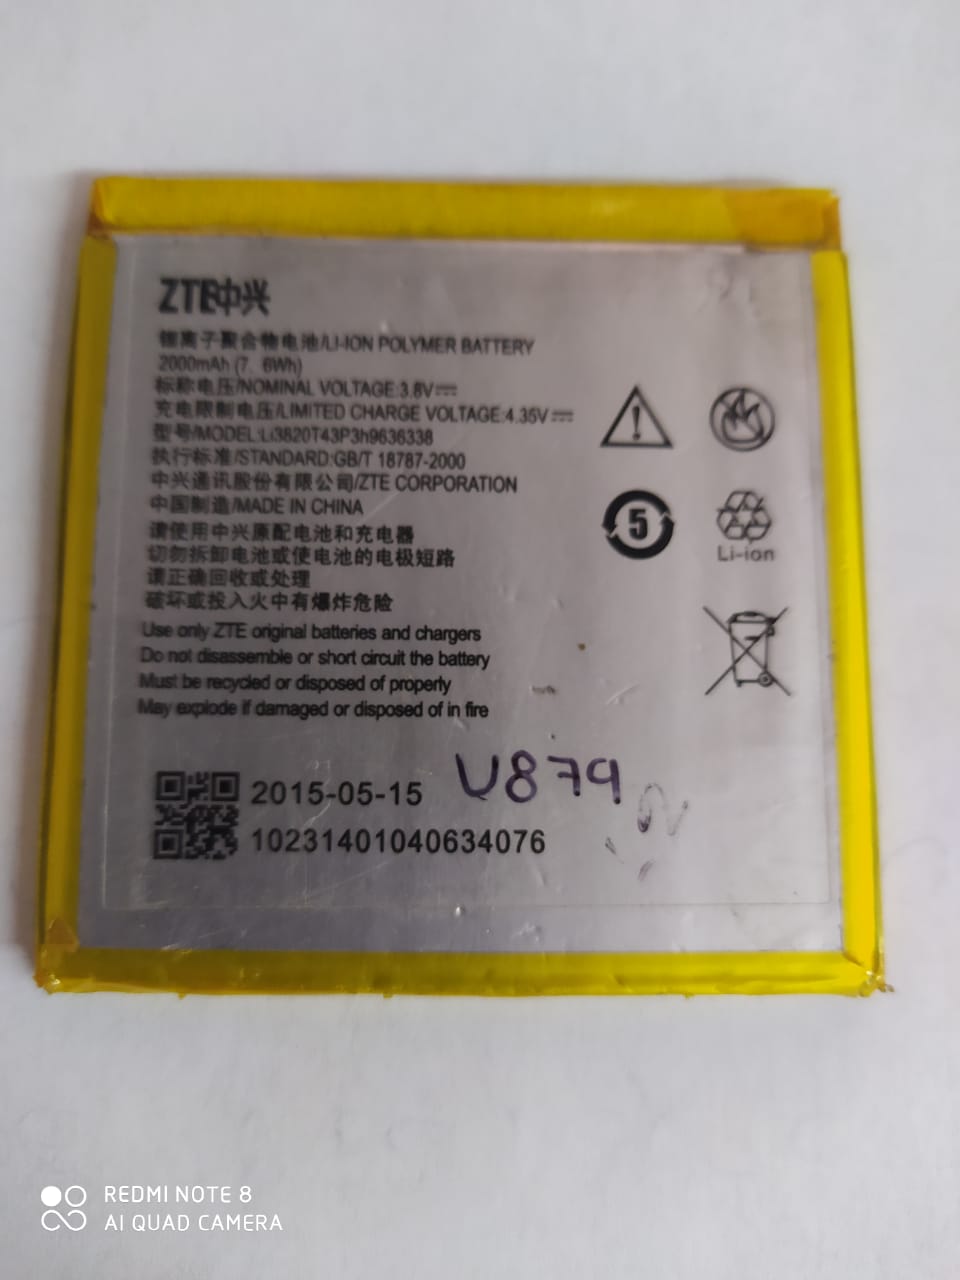 ZTE中兴
锂离子聚合物电池/LI-ION POLYMER BATTERY
2000mAh (7. 6Wh)
标称电压/NOMINAL VOLTAGE:3.8V⎓
充电限制电压/LIMITED CHARGE VOLTAGE:4.35V⎓
型号/MODEL:Li3820T43P3h9636338
执行标准/STANDARD:GB/T 18787-2000
中兴通讯股份有限公司/ZTE CORPORATION
中国制造/MADE IN CHINA
请使用中兴原配电池和充电器
切勿拆卸电池或使电池的电极短路
请正确回收或处理
破坏或投入火中有爆炸危险
Use only ZTE original batteries and chargers
Do not disassemble or short circuit the battery
Must be recycled or disposed of properly
May explode if damaged or disposed of in fire
5
Li-ion
2015-05-15
U879
10231401040634076
REDMI NOTE 8
AI QUAD CAMERA